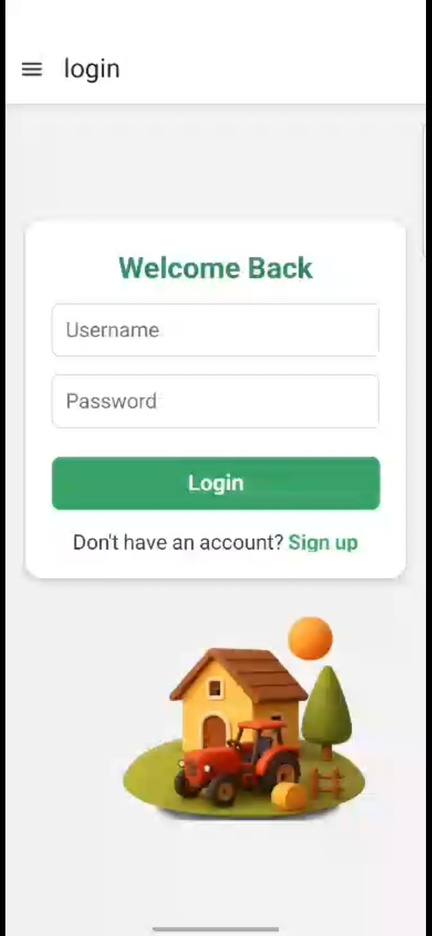 login
Welcome Back
Username
Password
Login
Don't have an account? Sign up